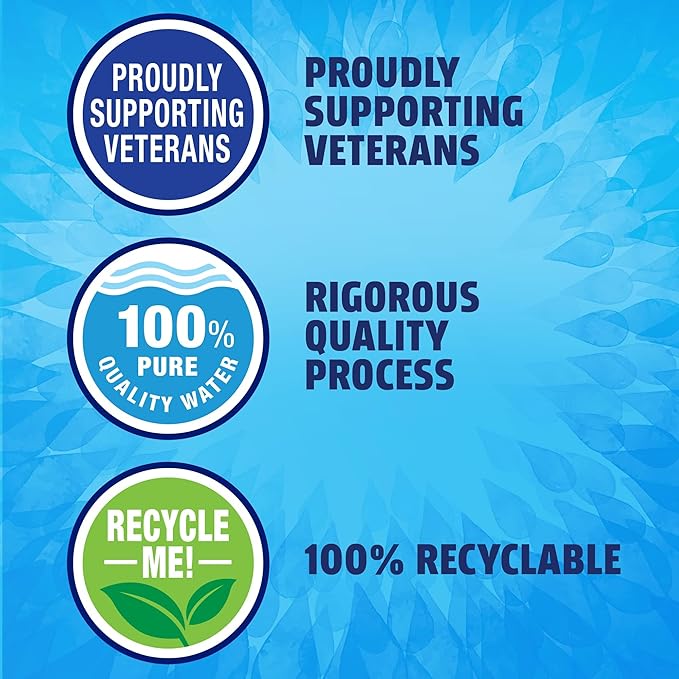 PROUDLY
SUPPORTING
VETERANS
PROUDLY
SUPPORTING
VETERANS
100%
PURE
QUALITY WATER
RIGOROUS
QUALITY
PROCESS
RECYCLE
ME!
100% RECYCLABLE